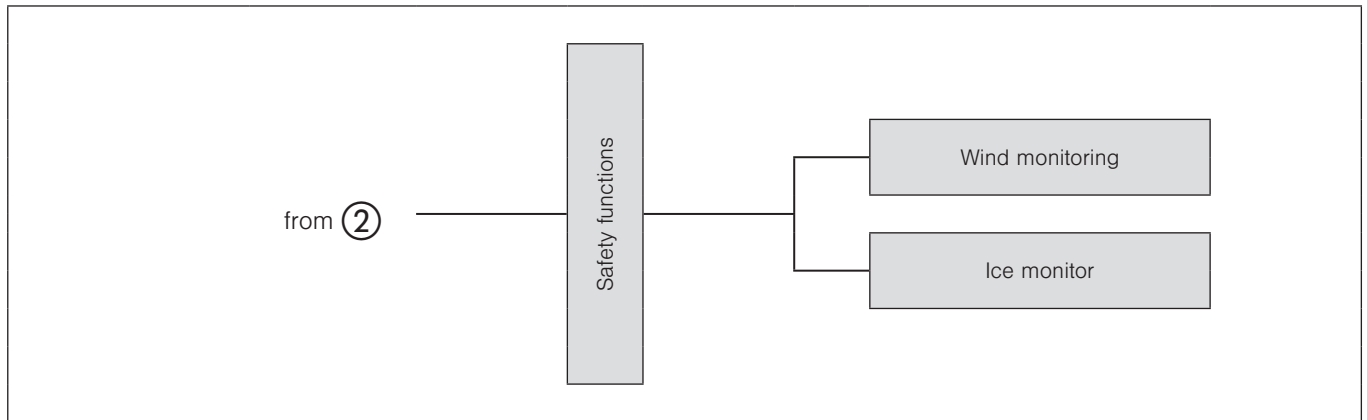 from ②
Safety functions
Wind monitoring
Ice monitor